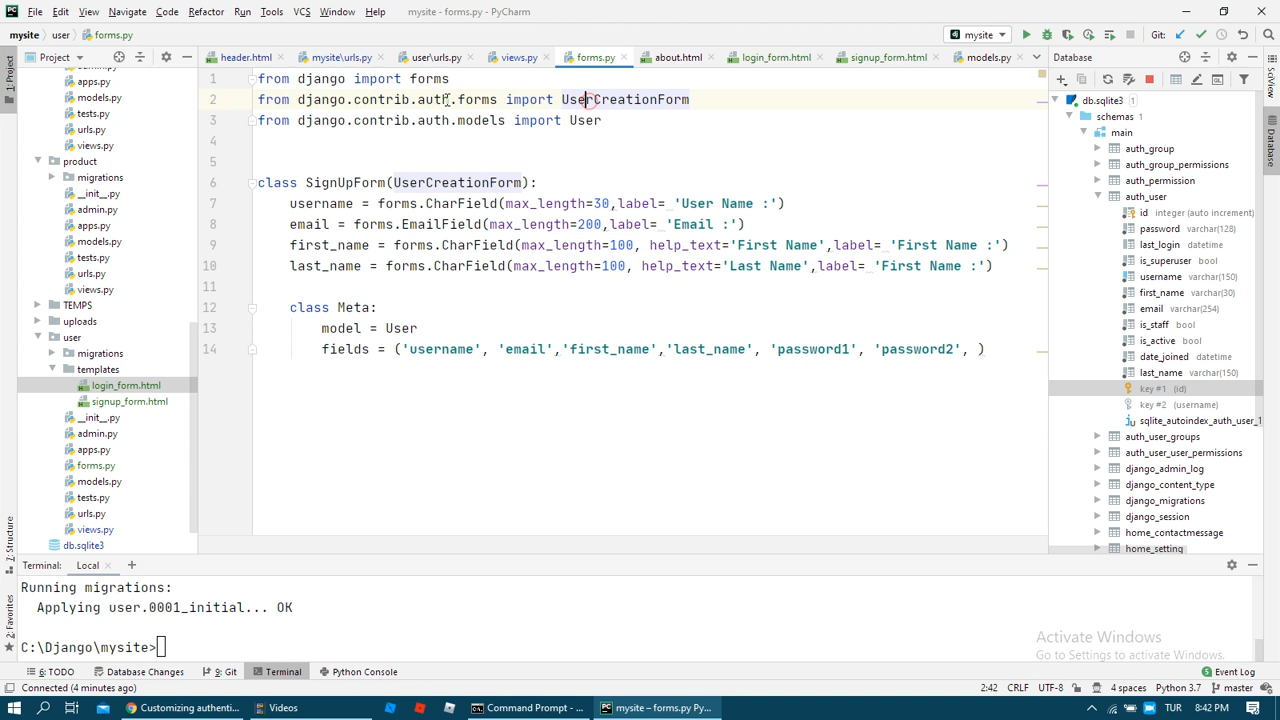 File Edit View Navigate Code Refactor Run Tools VCS Window Help mysite - forms.py - PyCharm
mysite user forms.py mysite Git:
Project header.html mysite\urls.py user\urls.py views.py forms.py about.html login_form.html signup_form.html models.py Database
1: Project
SciView
Database
apps.py
models.py
tests.py
urls.py
views.py
product
migrations
__init__.py
admin.py
apps.py
models.py
tests.py
urls.py
views.py
TEMPS
uploads
user
migrations
templates
login_form.html
signup_form.html
__init__.py
admin.py
apps.py
forms.py
models.py
tests.py
urls.py
views.py
db.sqlite3
1 from django import forms
2 from django.contrib.auth.forms import UserCreationForm
3 from django.contrib.auth.models import User
4
5
6 class SignUpForm(UserCreationForm):
7 username = forms.CharField(max_length=30,label= 'User Name :')
8 email = forms.EmailField(max_length=200,label= 'Email :')
9 first_name = forms.CharField(max_length=100, help_text='First Name',label= 'First Name :')
10 last_name = forms.CharField(max_length=100, help_text='Last Name',label= 'First Name :')
11
12 class Meta:
13 model = User
14 fields = ('username', 'email','first_name','last_name', 'password1', 'password2', )
db.sqlite3 1
schemas 1
main
auth_group
auth_group_permissions
auth_permission
auth_user
id integer (auto increment)
password varchar(128)
last_login datetime
is_superuser bool
username varchar(150)
first_name varchar(30)
email varchar(254)
is_staff bool
is_active bool
date_joined datetime
last_name varchar(150)
key #1 (id)
key #2 (username)
sqlite_autoindex_auth_user_1
auth_user_groups
auth_user_user_permissions
django_admin_log
django_content_type
django_migrations
django_session
home_contactmessage
home_setting
7: Structure
2: Favorites
Terminal: Local
Running migrations:
Applying user.0001_initial... OK
C:\Django\mysite>
Activate Windows
Go to Settings to activate Windows.
6: TODO Database Changes 9: Git Terminal Python Console Event Log
Connected (4 minutes ago) 2:42 CRLF UTF-8 4 spaces Python 3.7 master
Customizing authenti... Videos Command Prompt - ... mysite – forms.py Py... TUR 8:42 PM